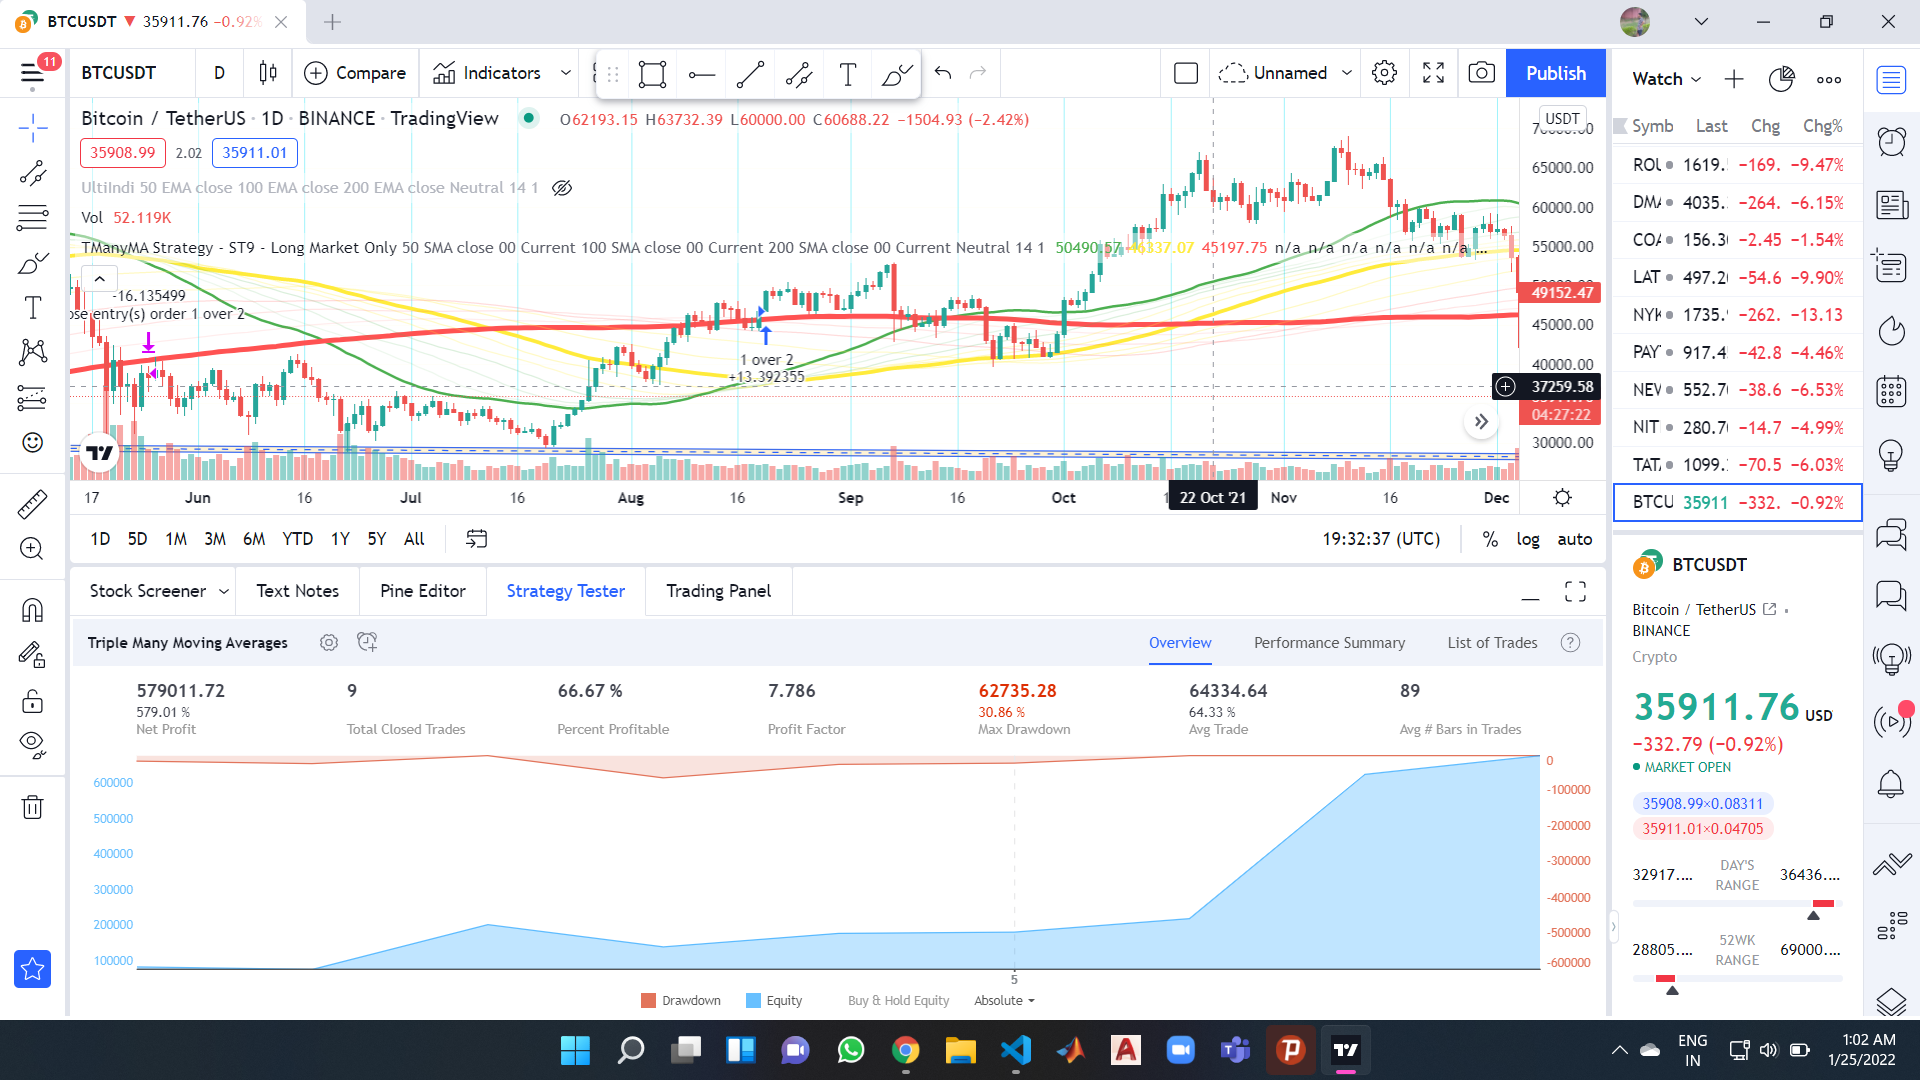 BTCUSDT ▼ 35911.76 −0.92%
11
BTCUSDT D Compare Indicators Unnamed Publish
Bitcoin / TetherUS · 1D · BINANCE · TradingView O62193.15 H63732.39 L60000.00 C60688.22 −1504.93 (−2.42%)
35908.99 2.02 35911.01
UltiIndi 50 EMA close 100 EMA close 200 EMA close Neutral 14 1
Vol 52.119K
TManyMA Strategy - ST9 - Long Market Only 50 SMA close 00 Current 100 SMA close 00 Current 200 SMA close 00 Current Neutral 14 1 50490.57 46337.07 45197.75 n/a n/a n/a n/a n/a n/a ...
-16.135499
ose entry(s) order 1 over 2
1 over 2
+13.392355
USDT
70000.00
65000.00
60000.00
55000.00
49152.47
45000.00
40000.00
37259.58
04:27:22
30000.00
17 Jun 16 Jul 16 Aug 16 Sep 16 Oct 22 Oct '21 Nov 16 Dec
1D 5D 1M 3M 6M YTD 1Y 5Y All
19:32:37 (UTC) % log auto
Stock Screener Text Notes Pine Editor Strategy Tester Trading Panel
Triple Many Moving Averages
Overview Performance Summary List of Trades
579011.72 9 66.67 % 7.786 62735.28 64334.64 89
579.01 % 30.86 % 64.33 %
Net Profit Total Closed Trades Percent Profitable Profit Factor Max Drawdown Avg Trade Avg # Bars in Trades
600000
500000
400000
300000
200000
100000
0
-100000
-200000
-300000
-400000
-500000
-600000
5
Drawdown Equity Buy & Hold Equity Absolute
Watch
Symb Last Chg Chg%
1619. −169. −9.47%
4035. −264. −6.15%
156.30 −2.45 −1.54%
LAT 497.20 −54.6 −9.90%
1735. −262. −13.13
917.4 −42.8 −4.46%
552.70 −38.6 −6.53%
NIT 280.70 −14.7 −4.99%
1099. −70.5 −6.03%
BTCU 35911 −332. −0.92%
BTCUSDT
Bitcoin / TetherUS
BINANCE
Crypto
35911.76 USD
−332.79 (−0.92%)
MARKET OPEN
35908.99×0.08311
35911.01×0.04705
32917.... DAY'S RANGE 36436....
28805.... 52WK RANGE 69000....
ENG
IN
1:02 AM
1/25/2022